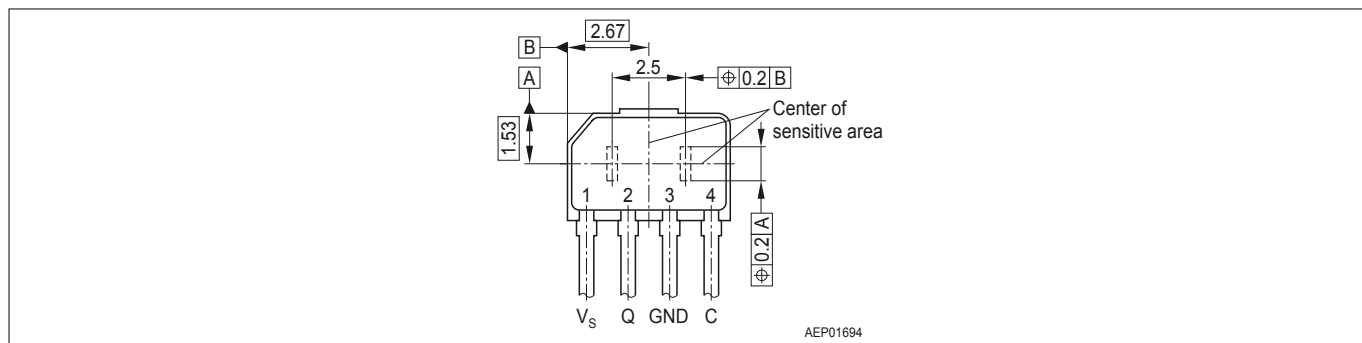 2.67
B
2.5
⌖ 0.2 B
A
Center of
sensitive area
1.53
1 2 3 4
⌖ 0.2 A
V_S Q GND C
AEP01694